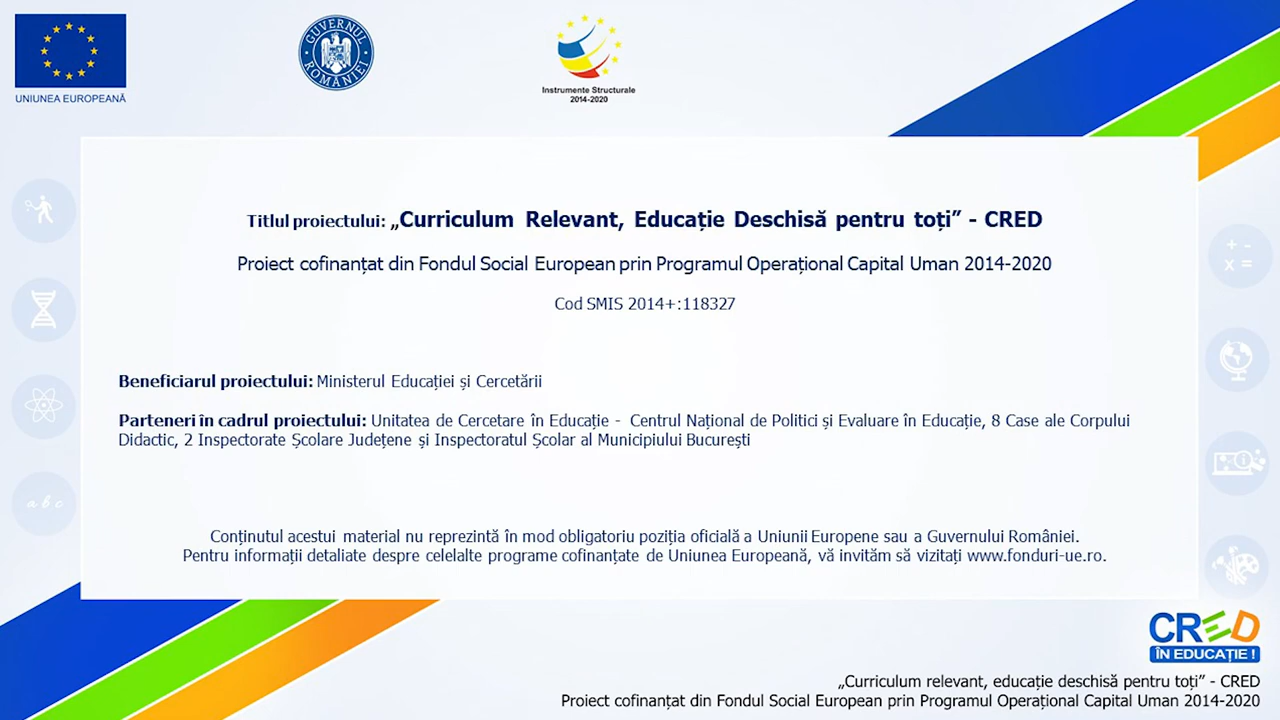 UNIUNEA EUROPEANĂ
GUVERNUL ROMÂNIEI
Instrumente Structurale
2014-2020
Titlul proiectului: „Curriculum Relevant, Educație Deschisă pentru toți” - CRED
Proiect cofinanțat din Fondul Social European prin Programul Operațional Capital Uman 2014-2020
Cod SMIS 2014+:118327
Beneficiarul proiectului: Ministerul Educației și Cercetării
Parteneri în cadrul proiectului: Unitatea de Cercetare în Educație - Centrul Național de Politici și Evaluare în Educație, 8 Case ale Corpului
Didactic, 2 Inspectorate Școlare Județene și Inspectoratul Școlar al Municipiului București
a b c
+ -
x =
Conținutul acestui material nu reprezintă în mod obligatoriu poziția oficială a Uniunii Europene sau a Guvernului României.
Pentru informații detaliate despre celelalte programe cofinanțate de Uniunea Europeană, vă invităm să vizitați www.fonduri-ue.ro.
CRED
ÎN EDUCAȚIE !
„Curriculum relevant, educație deschisă pentru toți” - CRED
Proiect cofinanțat din Fondul Social European prin Programul Operațional Capital Uman 2014-2020